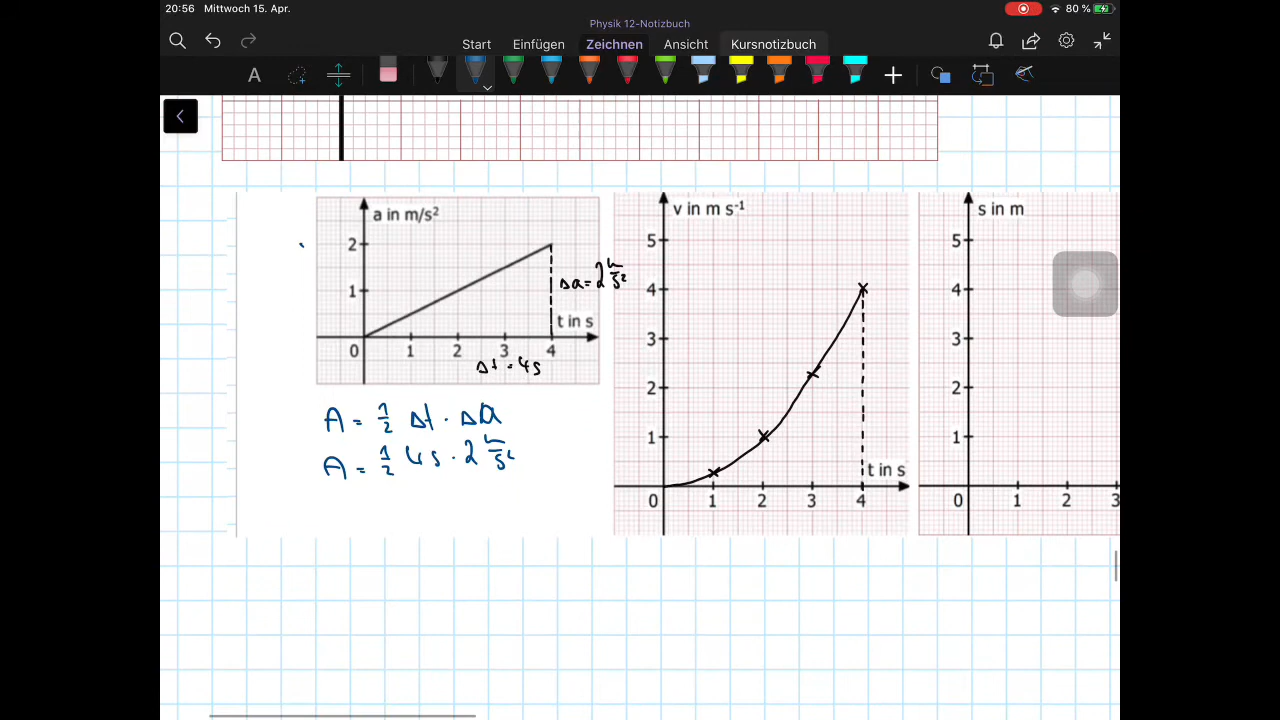 20:56 Mittwoch 15. Apr.
80 %
Physik 12-Notizbuch
Start Einfügen Zeichnen Ansicht Kursnotizbuch
A
a in m/s²
2
1
0 1 2 3 4
t in s
Δa = 2 m/s²
Δt = 4s
A = 1/2 Δt · Δa
A = 1/2 4s · 2 m/s²
v in m s⁻¹
5
4
3
2
1
0 1 2 3 4
t in s
s in m
5
4
3
2
1
0 1 2 3